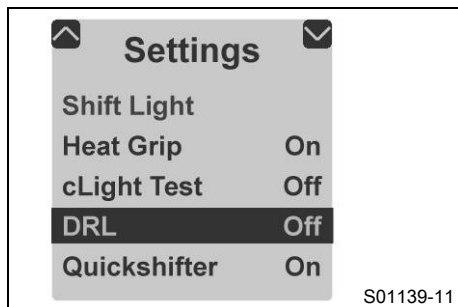 Settings
Shift Light
Heat Grip On
cLight Test Off
DRL Off
Quickshifter On
S01139-11